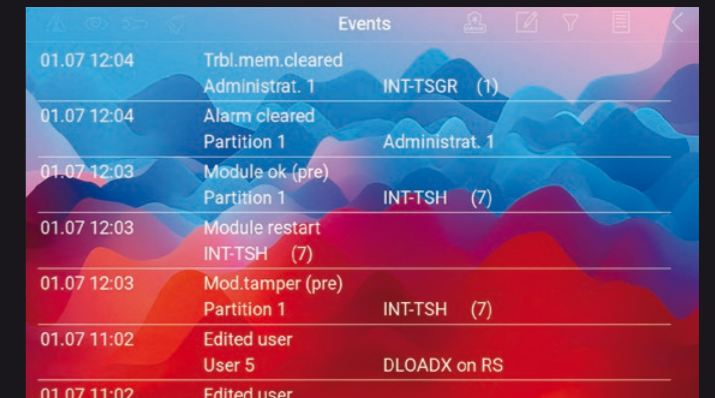 Events
01.07 12:04 Trbl.mem.cleared
Administrat. 1 INT-TSGR (1)
01.07 12:04 Alarm cleared
Partition 1 Administrat. 1
01.07 12:03 Module ok (pre)
Partition 1 INT-TSH (7)
01.07 12:03 Module restart
INT-TSH (7)
01.07 12:03 Mod.tamper (pre)
Partition 1 INT-TSH (7)
01.07 11:02 Edited user
User 5 DLOADX on RS
01.07 11:02 Edited user